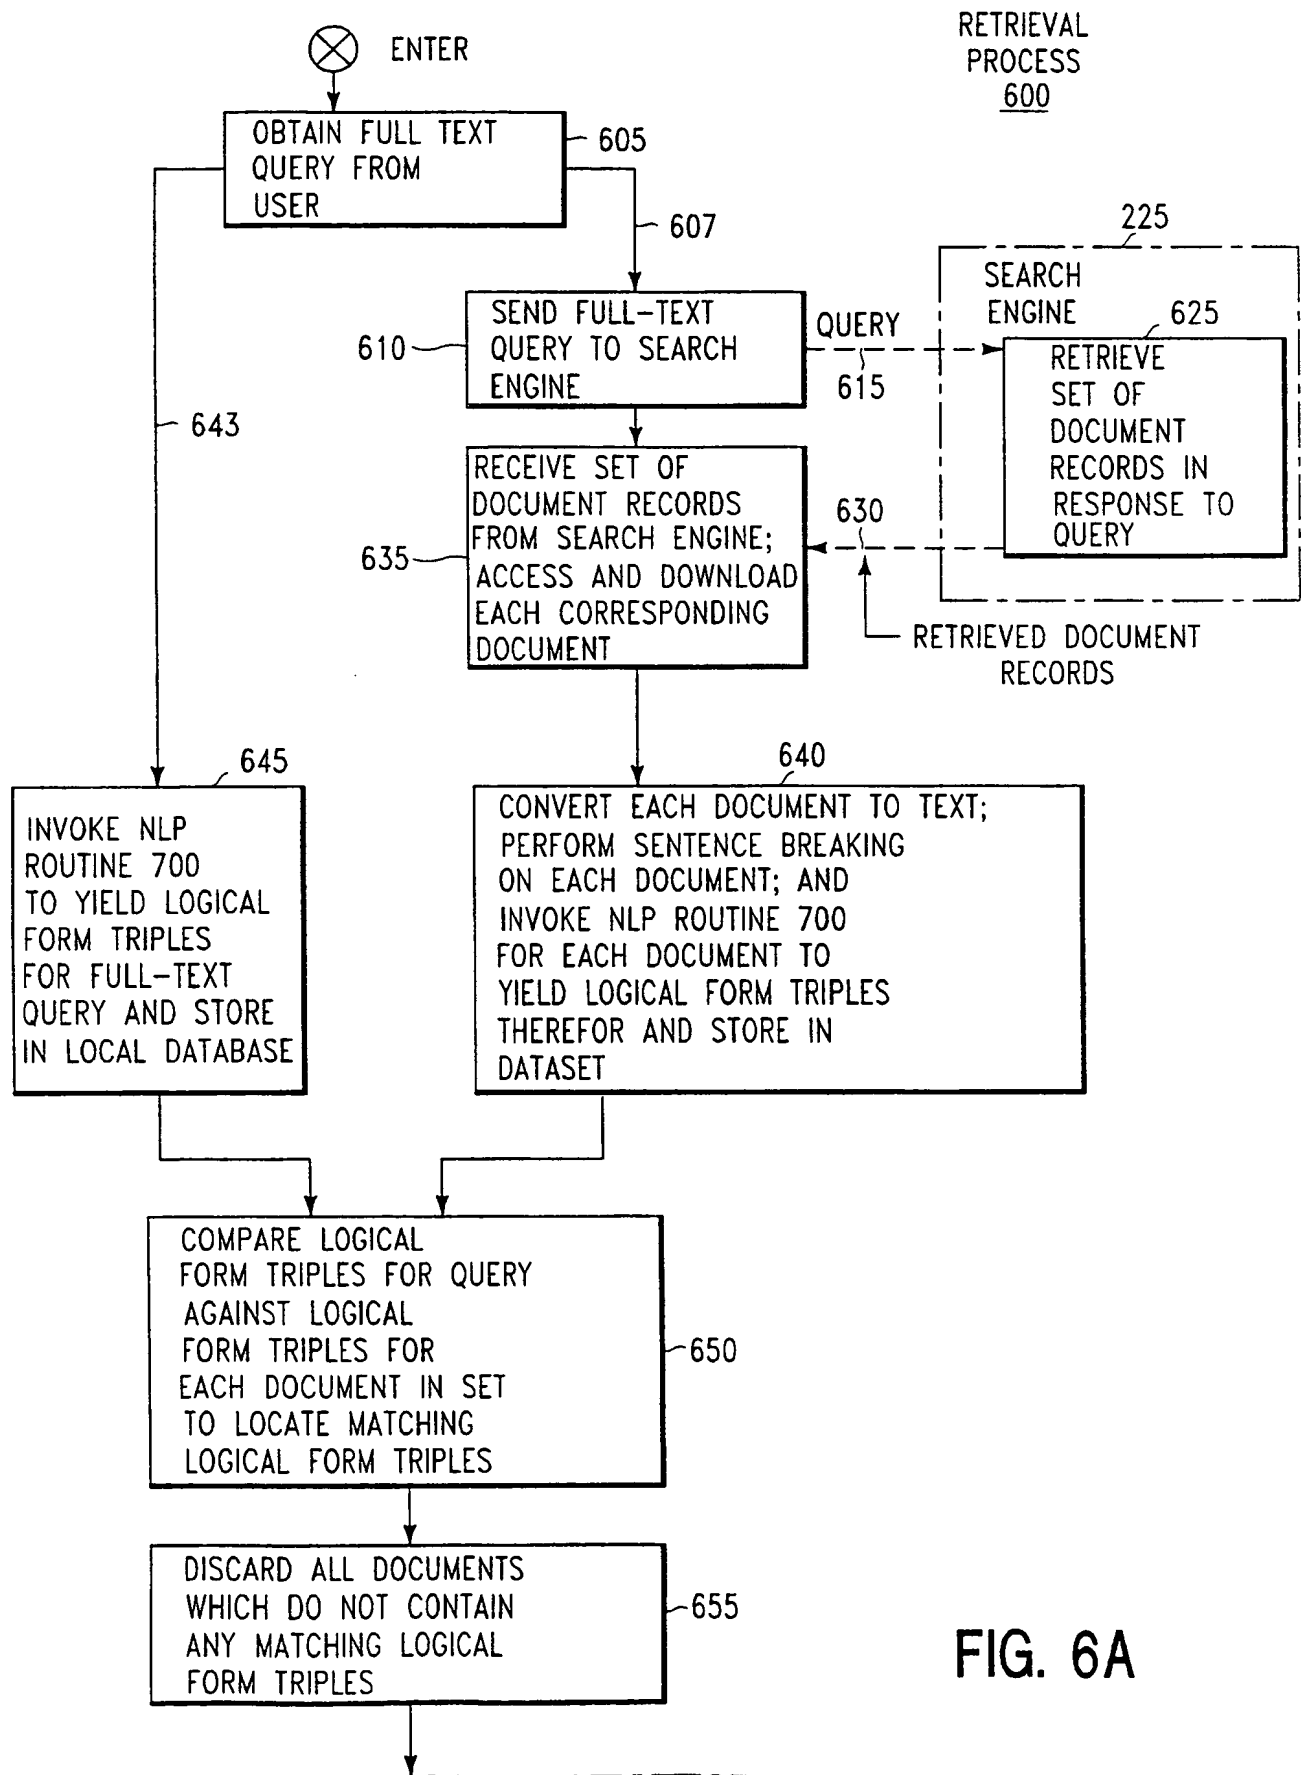 RETRIEVAL
PROCESS
600
ENTER
OBTAIN FULL TEXT
QUERY FROM
USER
605
607
225
SEARCH
ENGINE
SEND FULL-TEXT
QUERY TO SEARCH
ENGINE
610
QUERY
615
625
RETRIEVE
SET OF
DOCUMENT
RECORDS IN
RESPONSE TO
QUERY
643
RECEIVE SET OF
DOCUMENT RECORDS
FROM SEARCH ENGINE;
ACCESS AND DOWNLOAD
EACH CORRESPONDING
DOCUMENT
635
630
RETRIEVED DOCUMENT
RECORDS
645
INVOKE NLP
ROUTINE 700
TO YIELD LOGICAL
FORM TRIPLES
FOR FULL-TEXT
QUERY AND STORE
IN LOCAL DATABASE
640
CONVERT EACH DOCUMENT TO TEXT;
PERFORM SENTENCE BREAKING
ON EACH DOCUMENT; AND
INVOKE NLP ROUTINE 700
FOR EACH DOCUMENT TO
YIELD LOGICAL FORM TRIPLES
THEREFOR AND STORE IN
DATASET
COMPARE LOGICAL
FORM TRIPLES FOR QUERY
AGAINST LOGICAL
FORM TRIPLES FOR
EACH DOCUMENT IN SET
TO LOCATE MATCHING
LOGICAL FORM TRIPLES
650
DISCARD ALL DOCUMENTS
WHICH DO NOT CONTAIN
ANY MATCHING LOGICAL
FORM TRIPLES
655
FIG. 6A